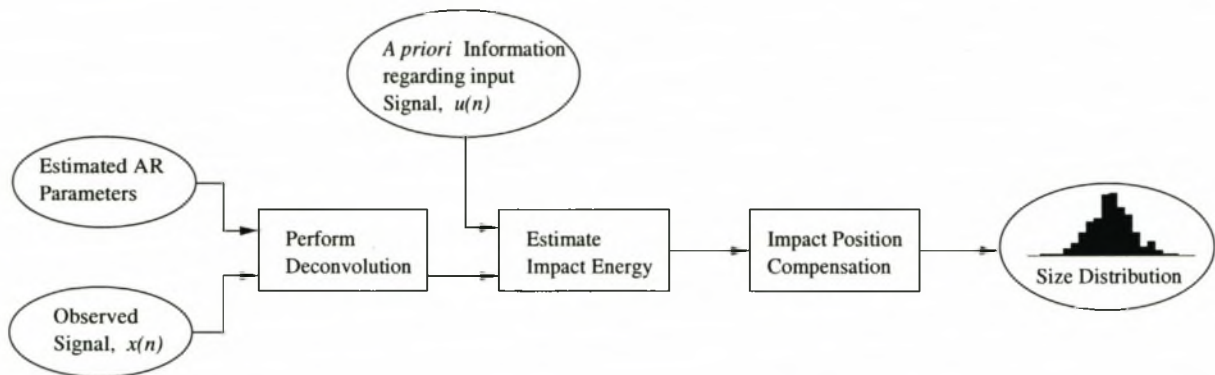 A priori Information
regarding input
Signal, u(n)
Estimated AR
Parameters
Perform
Deconvolution
Estimate
Impact Energy
Impact Position
Compensation
Size Distribution
Observed
Signal, x(n)